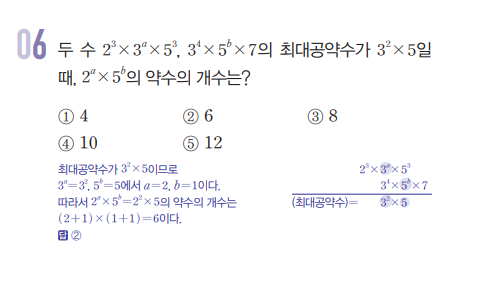 06 두 수 2³×3ᵃ×5³, 3⁴×5ᵇ×7의 최대공약수가 3²×5일
때, 2ᵃ×5ᵇ의 약수의 개수는?
① 4 ② 6 ③ 8
④ 10 ⑤ 12
최대공약수가 3²×5이므로
3ᵃ=3², 5ᵇ=5에서 a=2, b=1이다.
따라서 2ᵃ×5ᵇ=2²×5의 약수의 개수는
(2+1)×(1+1)=6이다.
답 ②
2³×3ᵃ×5³
3⁴×5ᵇ×7
(최대공약수)= 3²×5